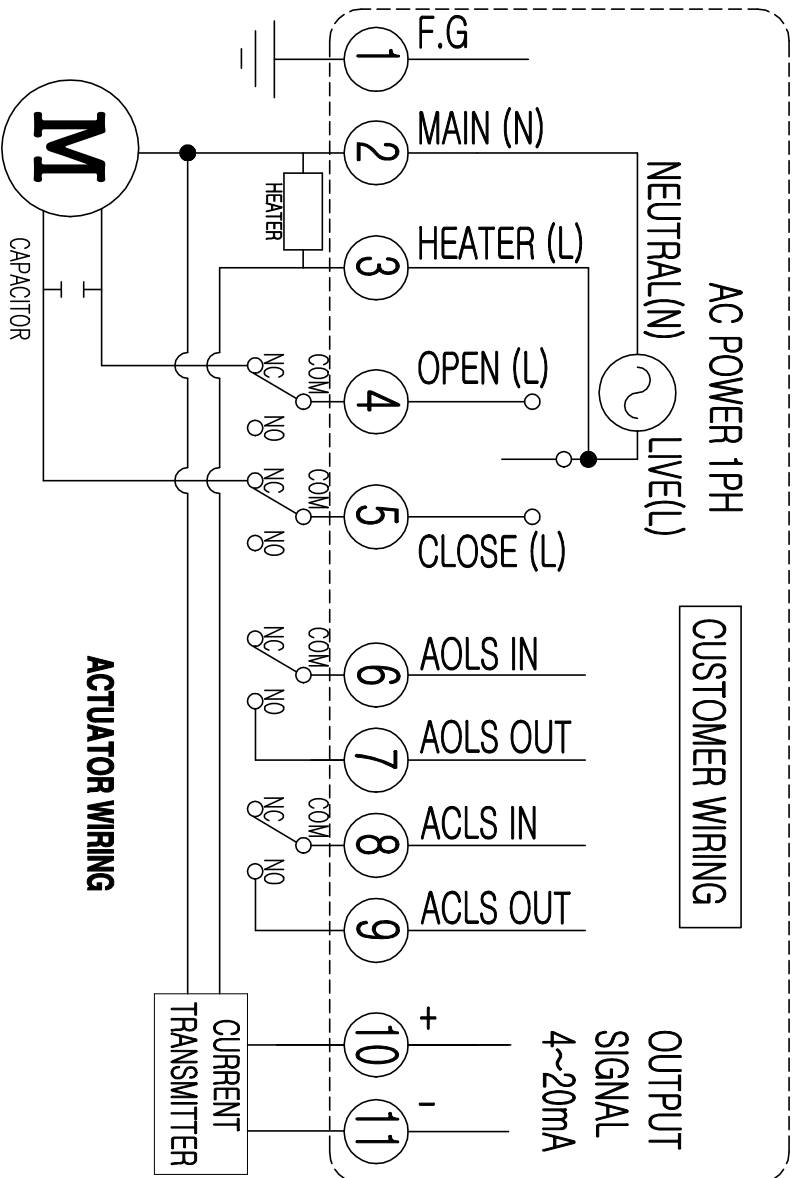 F.G
MAIN (N)
HEATER (L)
OPEN (L)
CLOSE (L)
AOLS IN
AOLS OUT
ACLS IN
ACLS OUT
+
-
1
2
3
4
5
6
7
8
9
10
11
AC POWER 1PH
NEUTRAL(N)
LIVE(L)
CUSTOMER WIRING
OUTPUT
SIGNAL
4~20mA
M
HEATER
CAPACITOR
NC
COM
NO
NC
COM
NO
NC
COM
NO
NC
COM
NO
ACTUATOR WIRING
CURRENT
TRANSMITTER